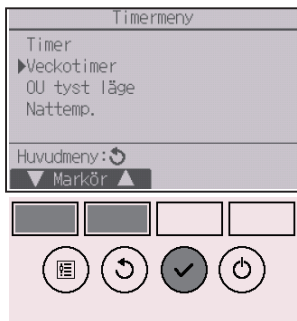 Timermeny
Timer
▶Veckotimer
OU tyst läge
Nattemp.
Huvudmeny:↺
▼ Markör ▲